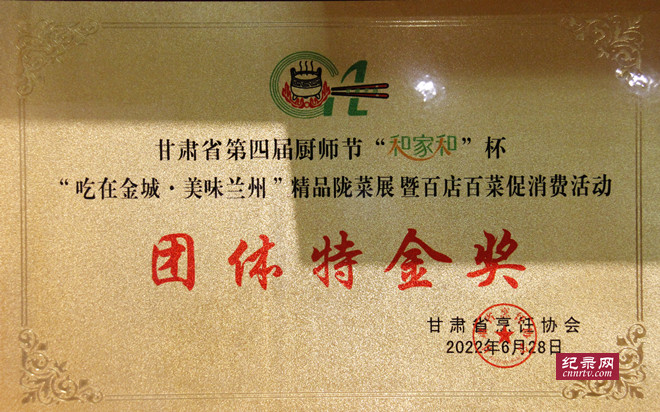 甘肃省第四届厨师节“和家和”杯
“吃在金城·美味兰州”精品陇菜展暨百店百菜促消费活动
团体特金奖
甘肃省烹饪协会
2022年6月28日
纪录网
cnnrtv.com